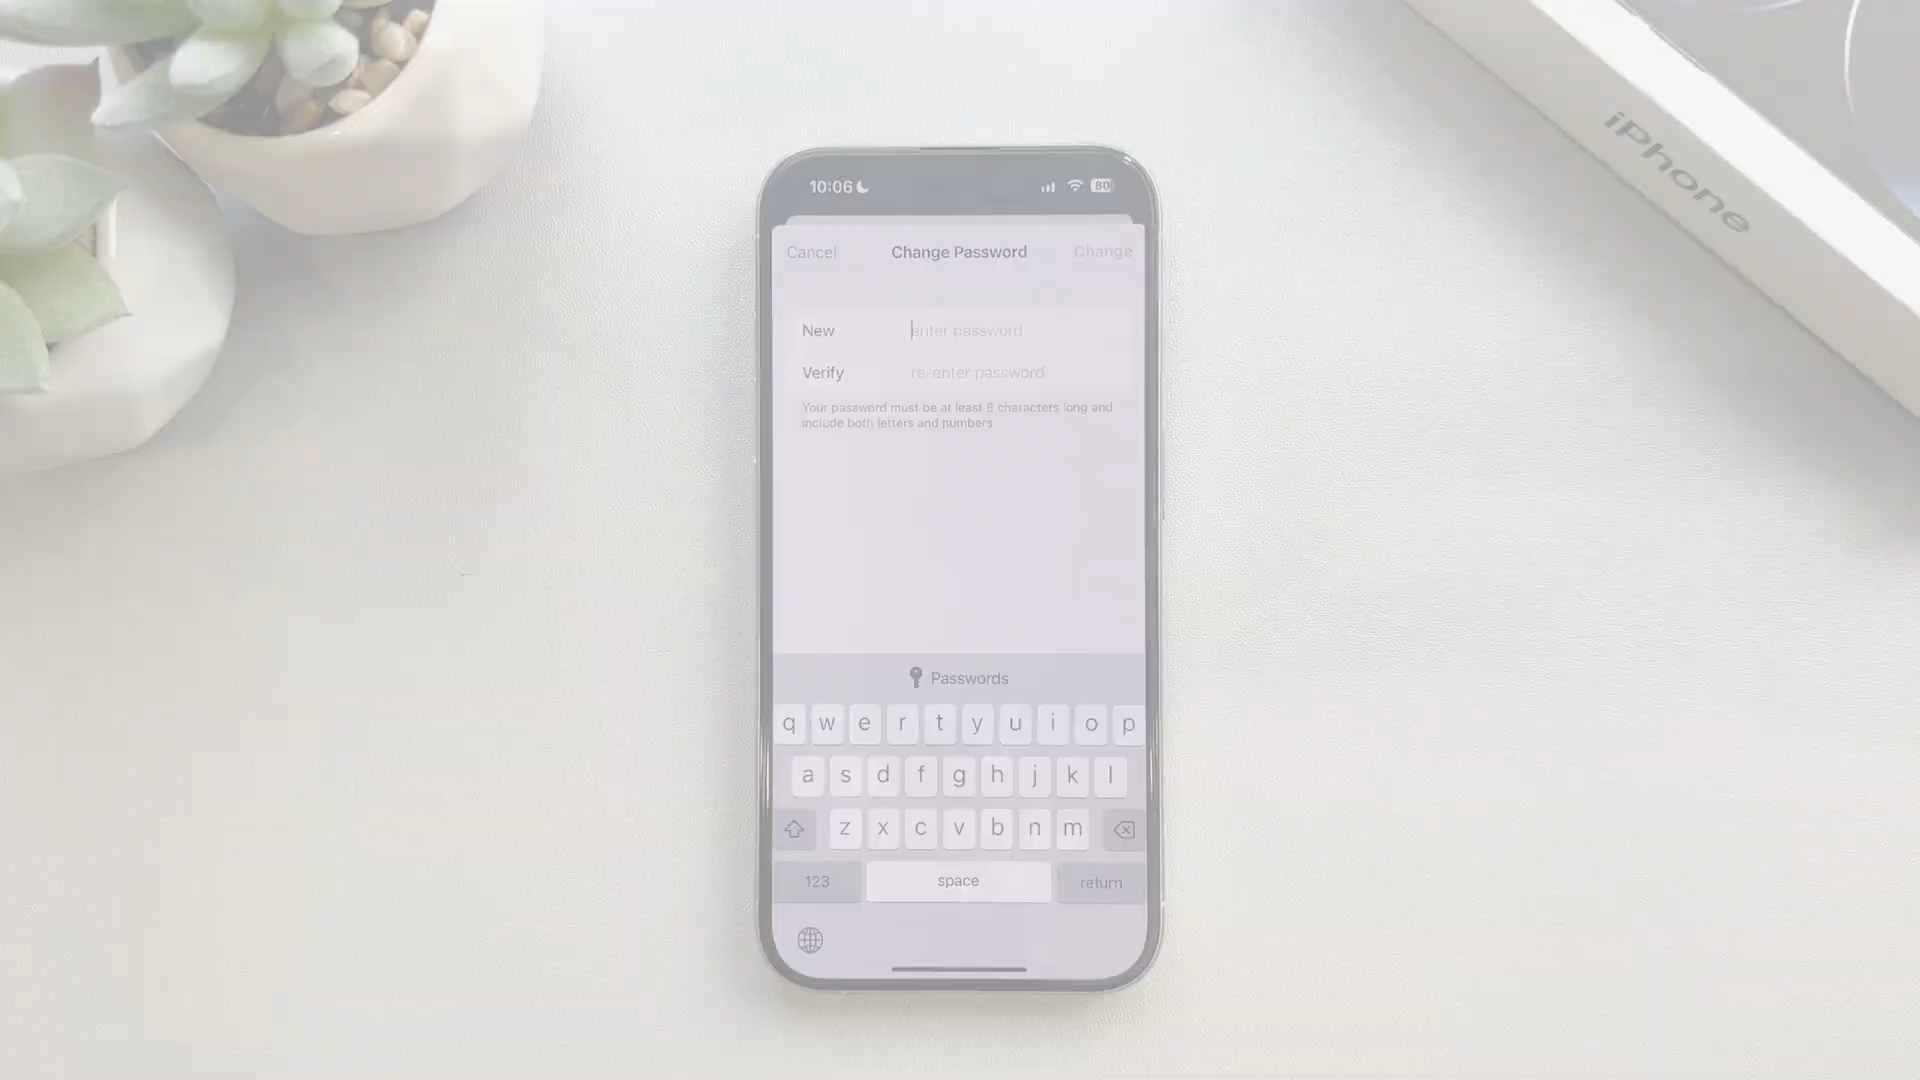 iPhone
10:06
80
Cancel Change Password Change
New enter password
Verify re-enter password
Your password must be at least 8 characters long and
include both letters and numbers.
Passwords
q w e r t y u i o p
a s d f g h j k l
z x c v b n m
123 space return